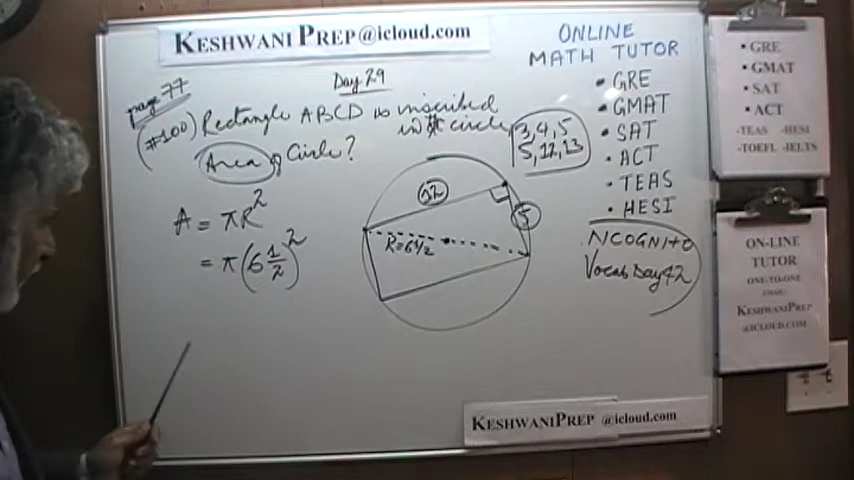 KESHWANI PREP@icloud.com
Day 29
page 77
(#100) Rectangle ABCD is inscribed
in circle
Area of Circle?
3, 4, 5
5, 12, 13
A = πR²
= π(6 1/2)²
12
5
R=6 1/2
ONLINE
MATH TUTOR
• GRE
• GMAT
• SAT
• ACT
• TEAS
• HESI
NCOGNITO
Vocab Day 42
KESHWANIPREP @icloud.com
• GRE
• GMAT
• SAT
• ACT
-TEAS -HESI
-TOEFL -IELTS
ON-LINE
TUTOR
ONE-TO-ONE
KESHWANIPREP
@ICLOUD.COM